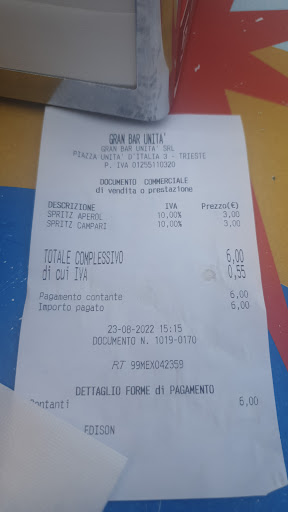 GRAN BAR UNITA'
GRAN BAR UNITA' SRL
PIAZZA UNITA' D'ITALIA 3 - TRIESTE
P. IVA 01255110320
DOCUMENTO COMMERCIALE
di vendita o prestazione
DESCRIZIONE IVA Prezzo(€)
SPRITZ APEROL 10,00% 3,00
SPRITZ CAMPARI 10,00% 3,00
TOTALE COMPLESSIVO 6,00
di cui IVA 0,55
Pagamento contante 6,00
Importo pagato 6,00
23-08-2022 15:15
DOCUMENTO N. 1019-0170
RT 99MEX042359
DETTAGLIO FORME di PAGAMENTO
Contanti 6,00
EDISON